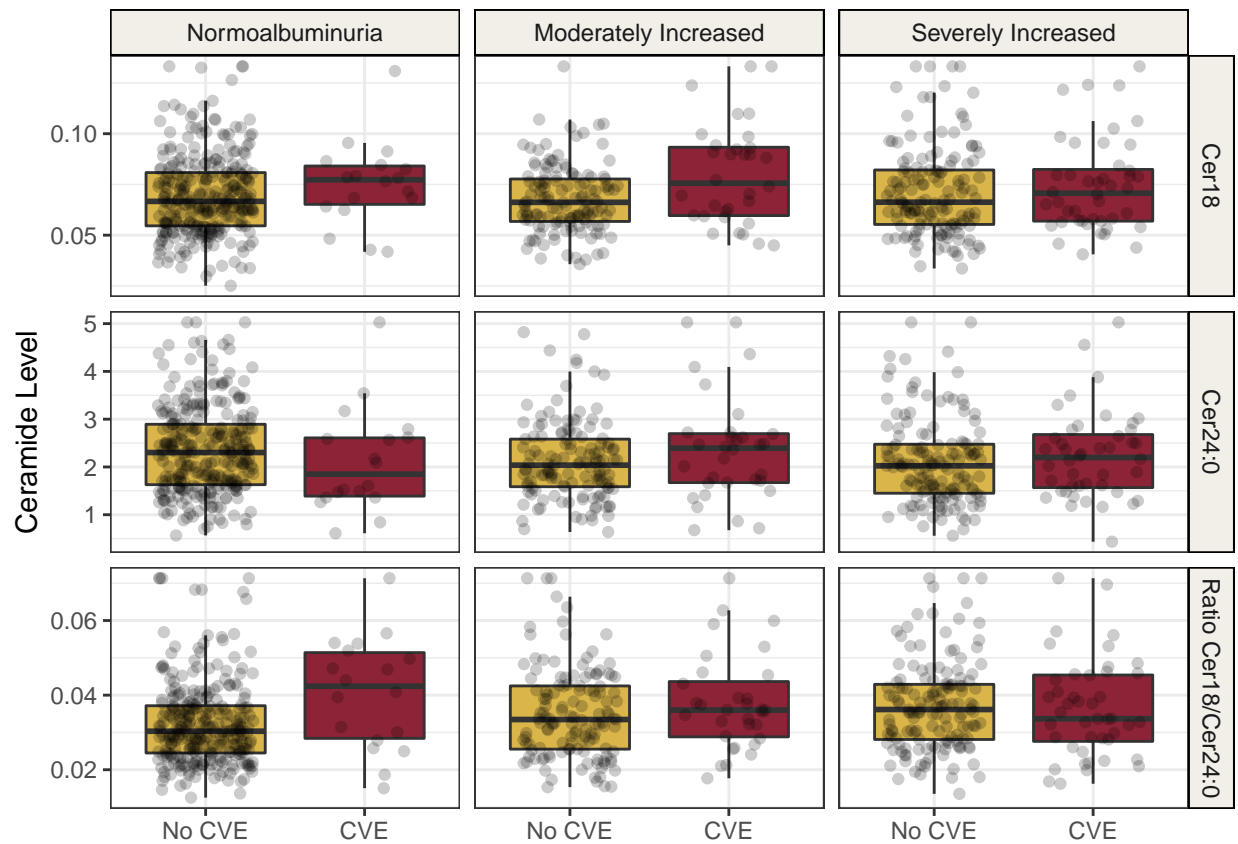 Normoalbuminuria
Moderately Increased
Severely Increased
Ceramide Level
0.10
0.05
Cer18
5
4
3
2
1
Cer24:0
0.06
0.04
0.02
Ratio Cer18/Cer24:0
No CVE
CVE
No CVE
CVE
No CVE
CVE